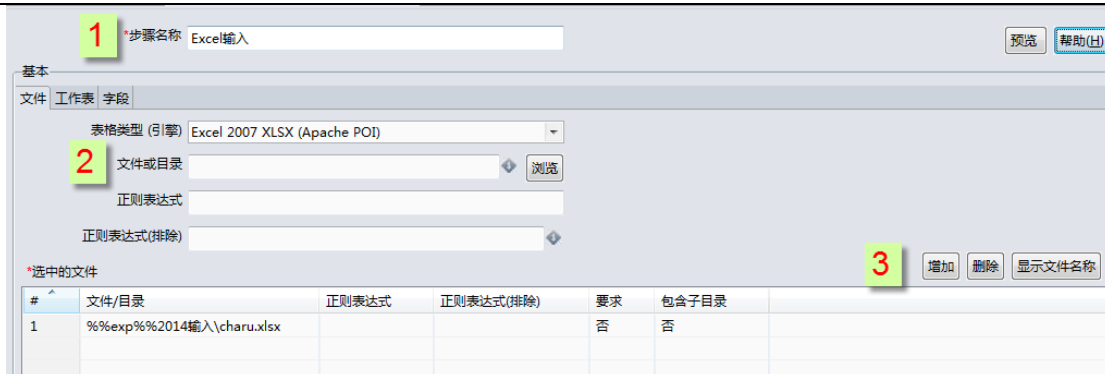 1 *步骤名称 Excel输入 预览 帮助(H)
基本
文件 工作表 字段
表格类型 (引擎) Excel 2007 XLSX (Apache POI)
2 文件或目录 浏览
正则表达式
正则表达式(排除)
*选中的文件 3 增加 删除 显示文件名称
# 文件/目录 正则表达式 正则表达式(排除) 要求 包含子目录
1 %%exp%%2014输入\charu.xlsx 否 否